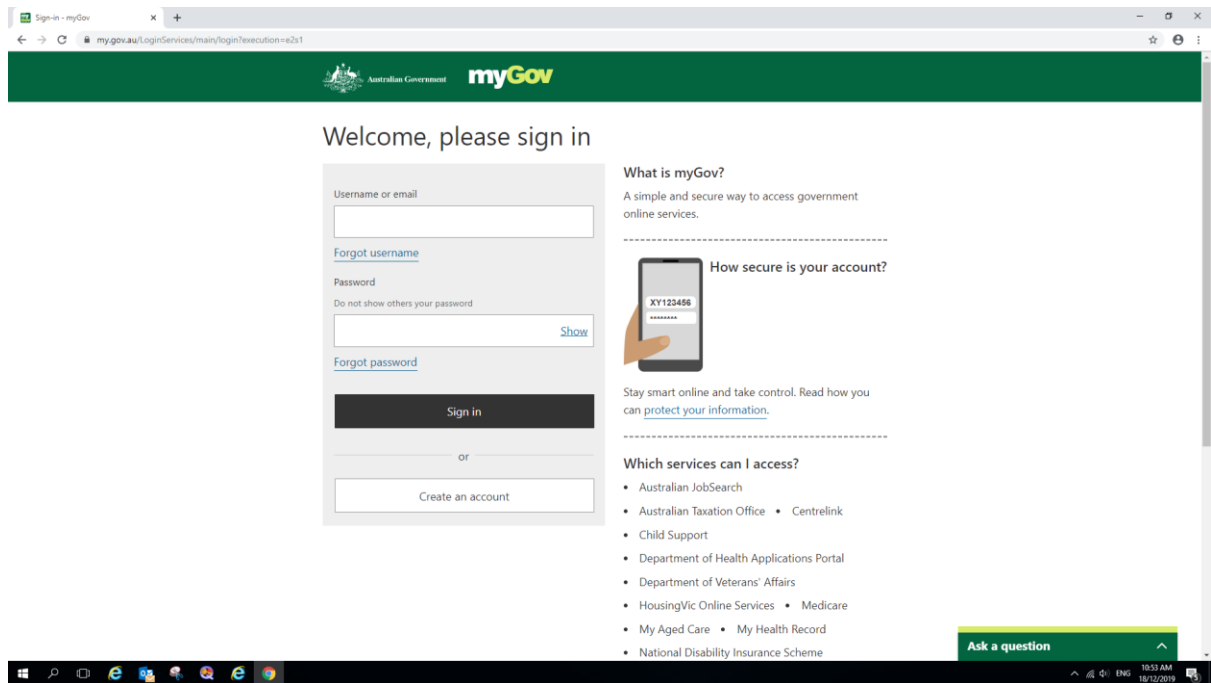 Sign-in - myGov
my.gov.au/LoginServices/main/login?execution=e2s1
Australian Government myGov
Welcome, please sign in
Username or email
Forgot username
Password
Do not show others your password
Show
Forgot password
Sign in
or
Create an account
What is myGov?
A simple and secure way to access government
online services.
How secure is your account?
XY123456
********
Stay smart online and take control. Read how you
can protect your information.
Which services can I access?
• Australian JobSearch
• Australian Taxation Office • Centrelink
• Child Support
• Department of Health Applications Portal
• Department of Veterans' Affairs
• HousingVic Online Services • Medicare
• My Aged Care • My Health Record
• National Disability Insurance Scheme
Ask a question
ENG
10:53 AM
18/12/2019